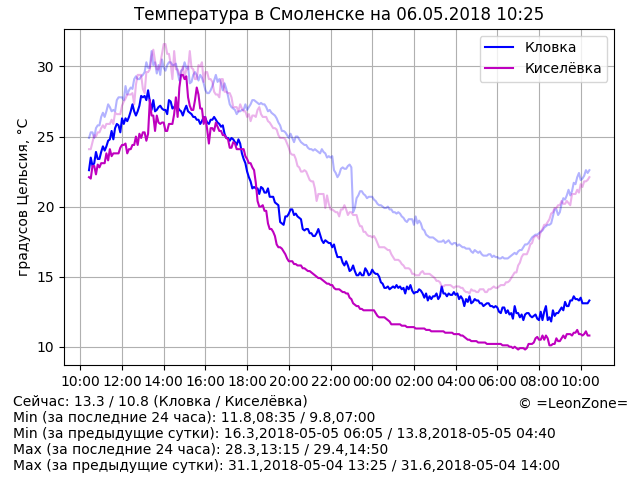 Температура в Смоленске на 06.05.2018 10:25
Кловка
Киселёвка
градусов Цельсия, °C
30
25
20
15
10
10:00 12:00 14:00 16:00 18:00 20:00 22:00 00:00 02:00 04:00 06:00 08:00 10:00
Сейчас: 13.3 / 10.8 (Кловка / Киселёвка)
© =LeonZone=
Min (за последние 24 часа): 11.8,08:35 / 9.8,07:00
Min (за предыдущие сутки): 16.3,2018-05-05 06:05 / 13.8,2018-05-05 04:40
Max (за последние 24 часа): 28.3,13:15 / 29.4,14:50
Max (за предыдущие сутки): 31.1,2018-05-04 13:25 / 31.6,2018-05-04 14:00